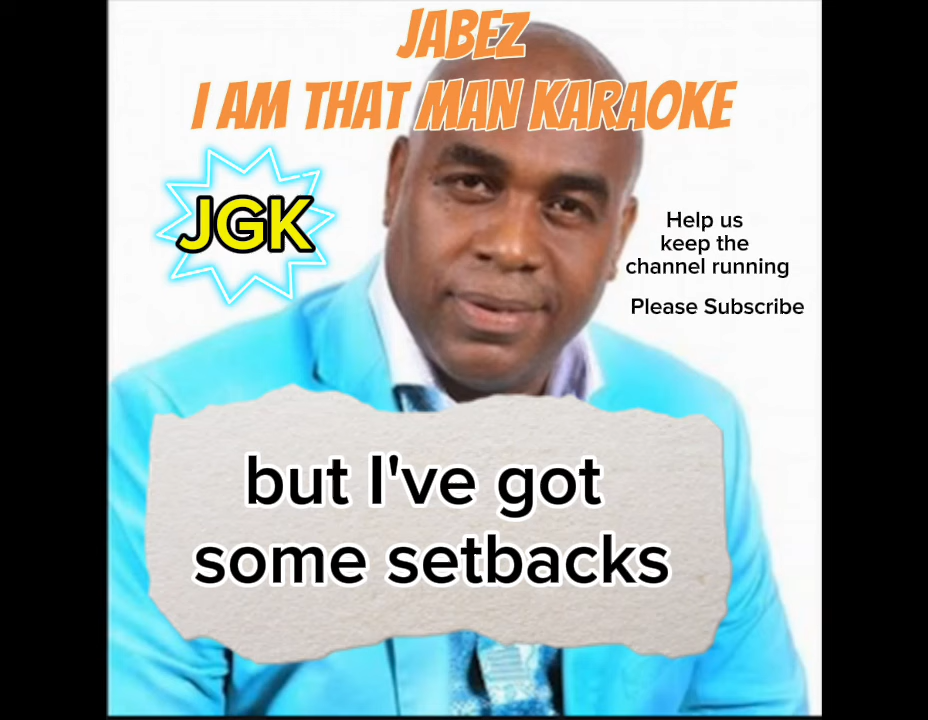 JABEZ
I AM THAT MAN KARAOKE
JGK
Help us
keep the
channel running
Please Subscribe
but I've got
some setbacks